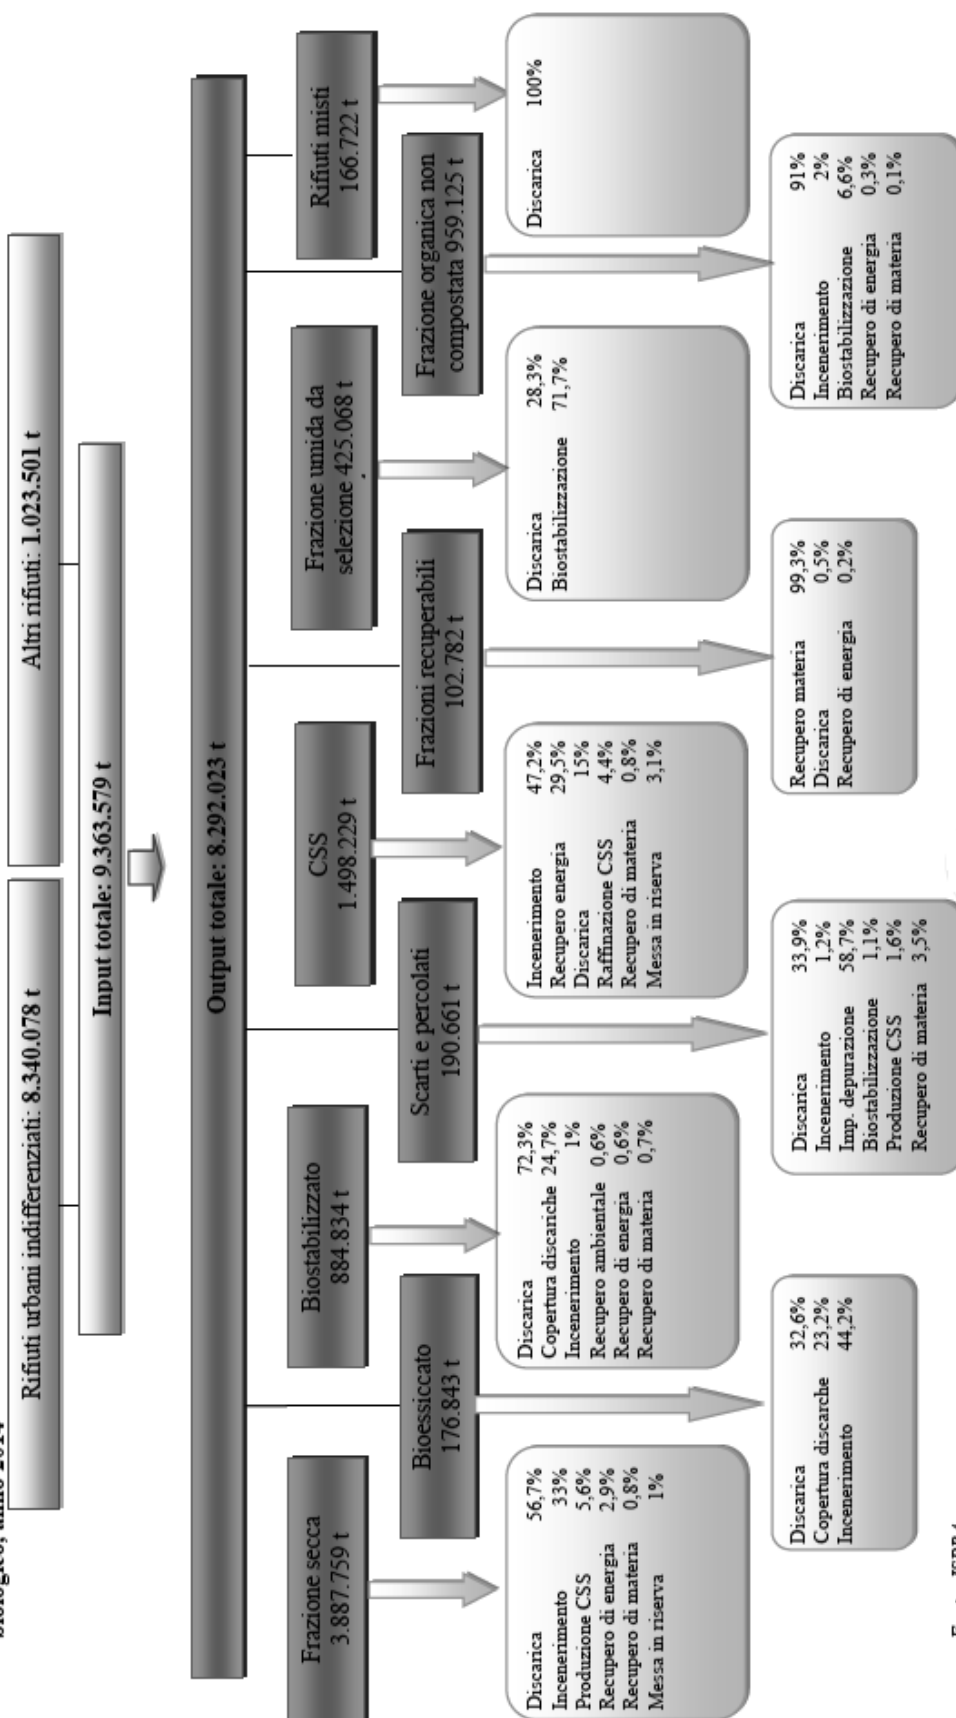 biologico, anno 2014
Rifiuti urbani indifferenziati: 8.340.078 t
Altri rifiuti: 1.023.501 t
Input totale: 9.363.579 t
Output totale: 8.292.023 t
Frazione secca
3.887.759 t
Biostabilizzato
884.834 t
CSS
1.498.229 t
Frazione umida da
selezione 425.068 t
Rifiuti misti
166.722 t
Bioessiccato
176.843 t
Scarti e percolati
190.661 t
Frazioni recuperabili
102.782 t
Frazione organica non
compostata 959.125 t
Discarica 56,7%
Incenerimento 33%
Produzione CSS 5,6%
Recupero di energia 2,9%
Recupero di materia 0,8%
Messa in riserva 1%
Discarica 72,3%
Copertura discariche 24,7%
Incenerimento 1%
Recupero ambientale 0,6%
Recupero di energia 0,6%
Recupero di materia 0,7%
Incenerimento 47,2%
Recupero energia 29,5%
Discarica 15%
Raffinazione CSS 4,4%
Recupero di materia 0,8%
Messa in riserva 3,1%
Discarica 28,3%
Biostabilizzazione 71,7%
Discarica 100%
Discarica 32,6%
Copertura discarche 23,2%
Incenerimento 44,2%
Discarica 33,9%
Incenerimento 1,2%
Imp. depurazione 58,7%
Biostabilizzazione 1,1%
Produzione CSS 1,6%
Recupero di materia 3,5%
Recupero materia 99,3%
Discarica 0,5%
Recupero di energia 0,2%
Discarica 91%
Incenerimento 2%
Biostabilizzazione 6,6%
Recupero di energia 0,3%
Recupero di materia 0,1%